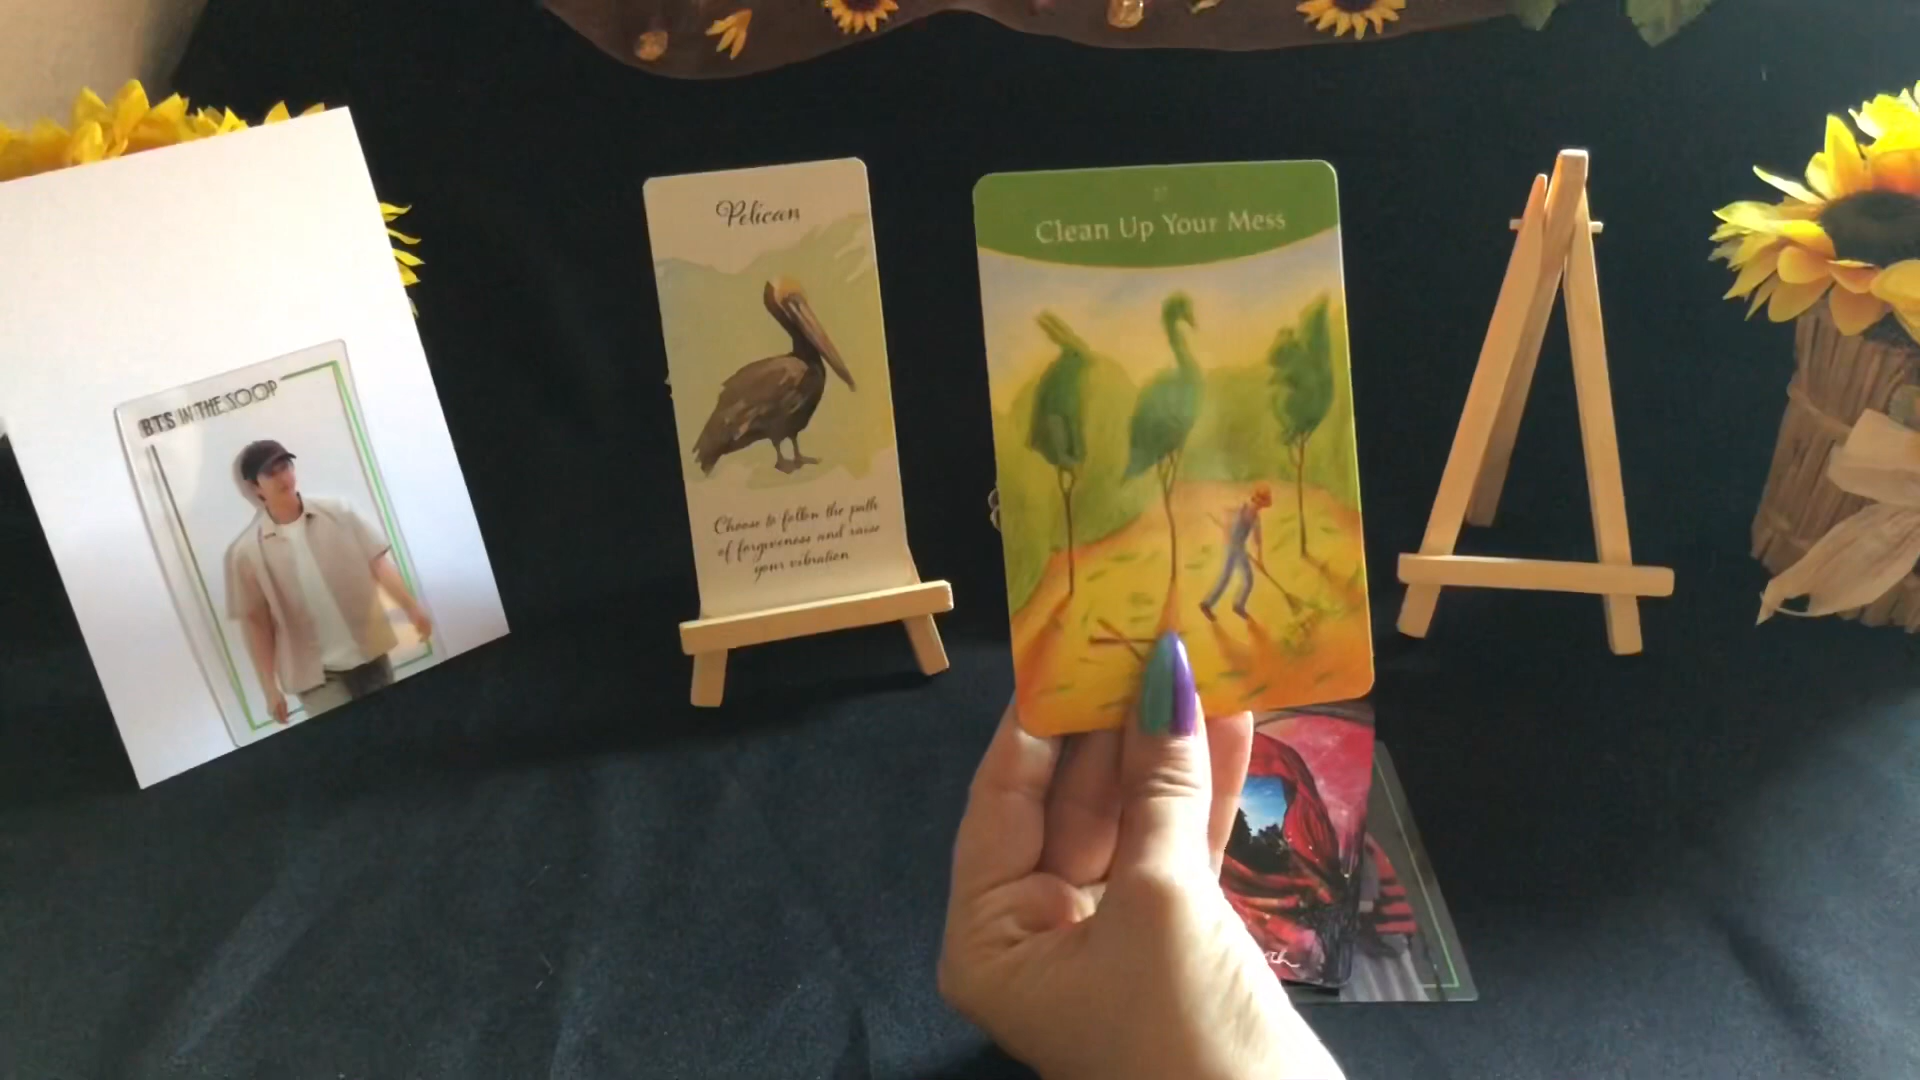 BTS IN THE SOOP
Pelican
Choose to follow the path
of forgiveness and raise
your vibration
Clean Up Your Mess